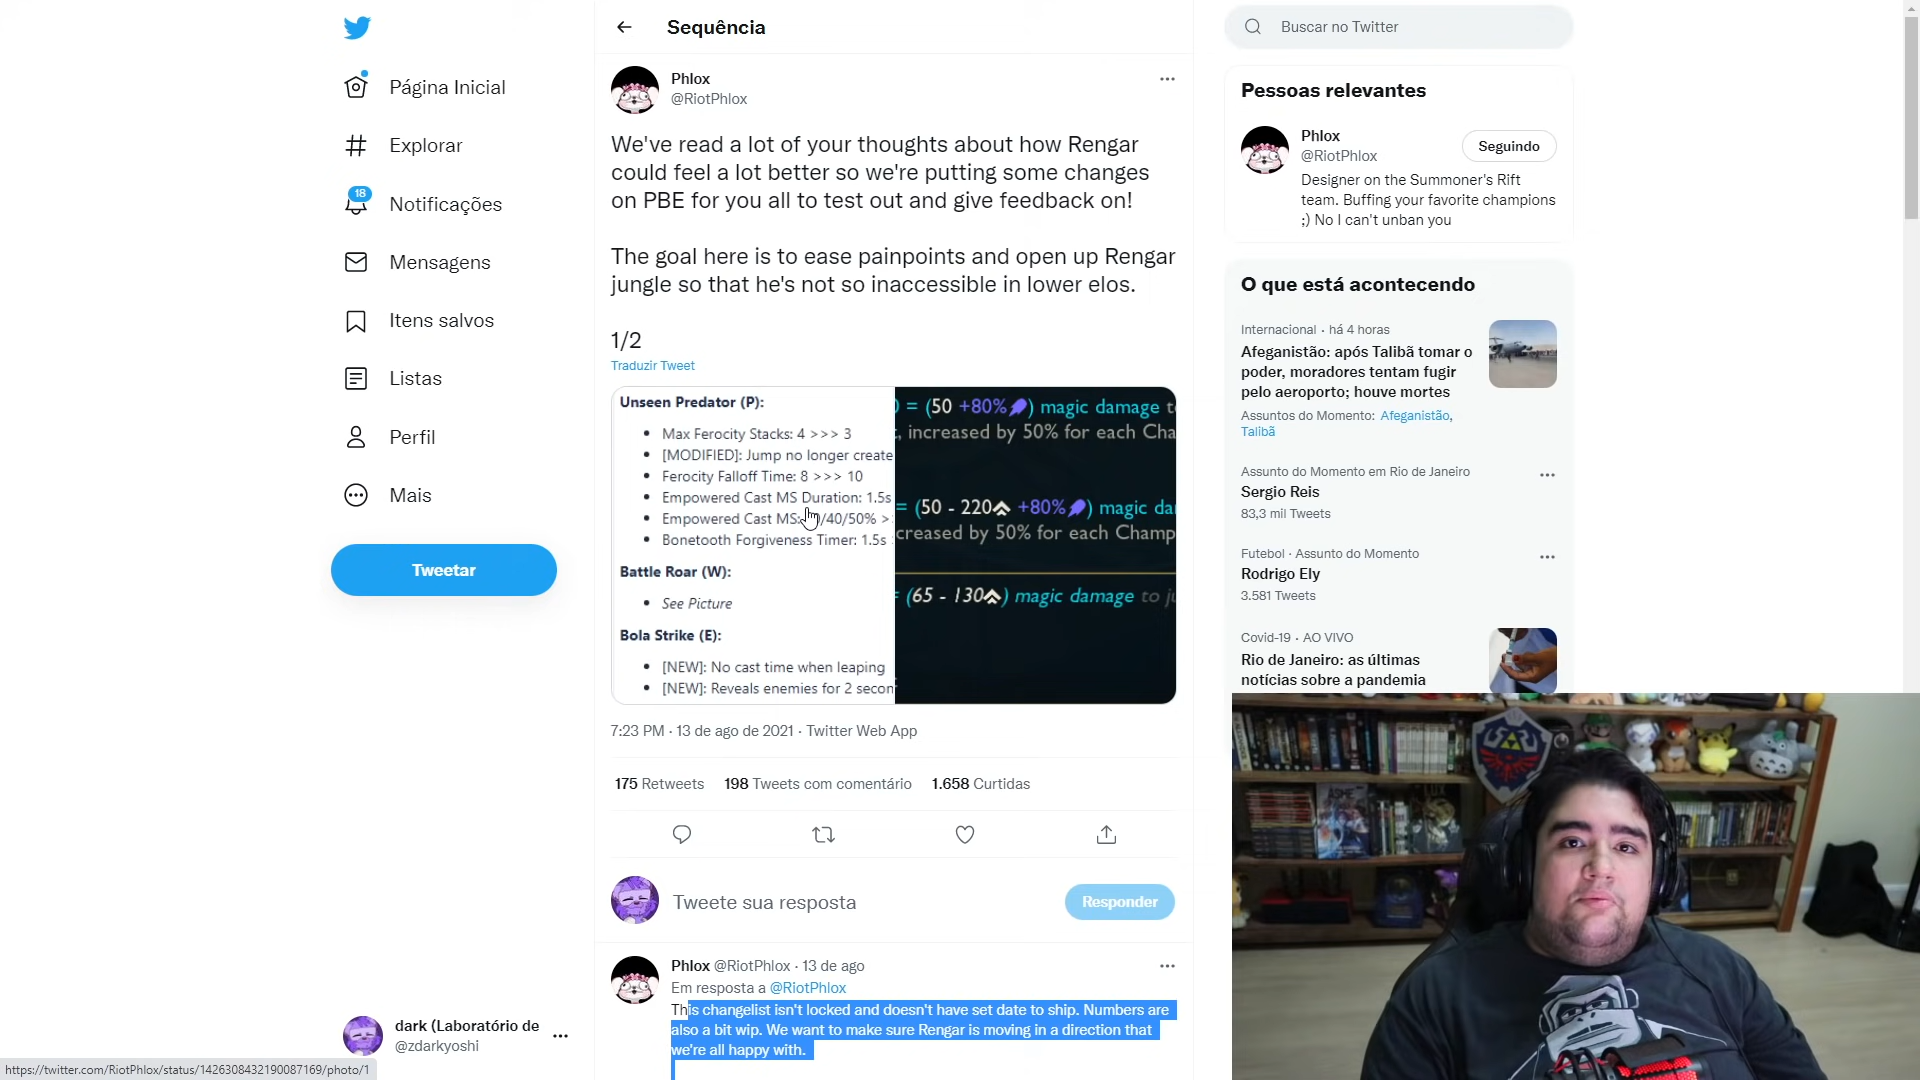 Sequência
Buscar no Twitter
Página Inicial
Explorar
18
Notificações
Mensagens
Itens salvos
Listas
Perfil
Mais
Tweetar
dark (Laboratório de
@zdarkyoshi
https://twitter.com/RiotPhlox/status/1426308432190087169/photo/1
Phlox
@RiotPhlox
We've read a lot of your thoughts about how Rengar
could feel a lot better so we're putting some changes
on PBE for you all to test out and give feedback on!
The goal here is to ease painpoints and open up Rengar
jungle so that he's not so inaccessible in lower elos.
1/2
Traduzir Tweet
Unseen Predator (P):
Max Ferocity Stacks: 4 >>> 3
[MODIFIED]: Jump no longer create
Ferocity Falloff Time: 8 >>> 10
Empowered Cast MS Duration: 1.5s
Empowered Cast MS: /40/50% >
Bonetooth Forgiveness Timer: 1.5s
Battle Roar (W):
See Picture
Bola Strike (E):
[NEW]: No cast time when leaping
[NEW]: Reveals enemies for 2 secon
= (50 +80%) magic damage t
, increased by 50% for each Cha
= (50 - 220 +80%) magic da
creased by 50% for each Champ
(65 - 130) magic damage to ju
7:23 PM · 13 de ago de 2021 · Twitter Web App
175 Retweets 198 Tweets com comentário 1.658 Curtidas
Tweete sua resposta
Responder
Phlox @RiotPhlox · 13 de ago
Em resposta a @RiotPhlox
This changelist isn't locked and doesn't have set date to ship. Numbers are
also a bit wip. We want to make sure Rengar is moving in a direction that
we're all happy with.
Pessoas relevantes
Phlox
@RiotPhlox
Seguindo
Designer on the Summoner's Rift
team. Buffing your favorite champions
;) No I can't unban you
O que está acontecendo
Internacional · há 4 horas
Afeganistão: após Talibã tomar o
poder, moradores tentam fugir
pelo aeroporto; houve mortes
Assuntos do Momento: Afeganistão,
Talibã
Assunto do Momento em Rio de Janeiro
Sergio Reis
83,3 mil Tweets
Futebol · Assunto do Momento
Rodrigo Ely
3.581 Tweets
Covid-19 · AO VIVO
Rio de Janeiro: as últimas
notícias sobre a pandemia